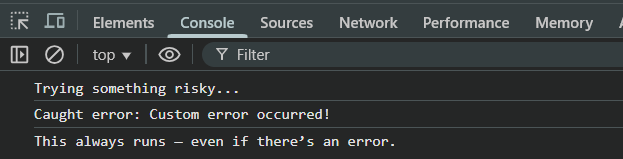 Elements Console Sources Network Performance Memory
top Filter
Trying something risky...
Caught error: Custom error occurred!
This always runs — even if there’s an error.